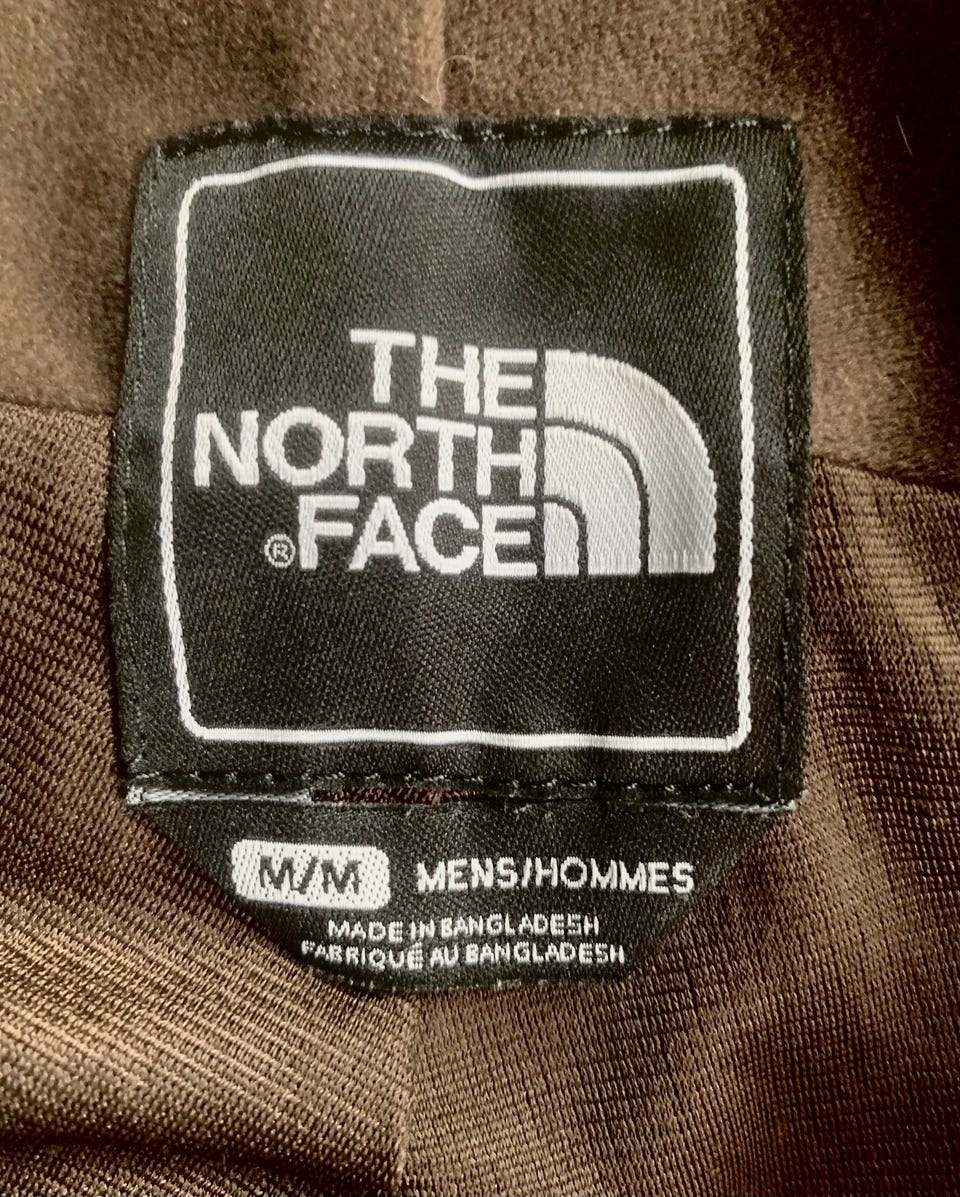 THE
NORTH
®FACE
M/M MENS/HOMMES
MADE IN BANGLADESH
FABRIQUÉ AU BANGLADESH